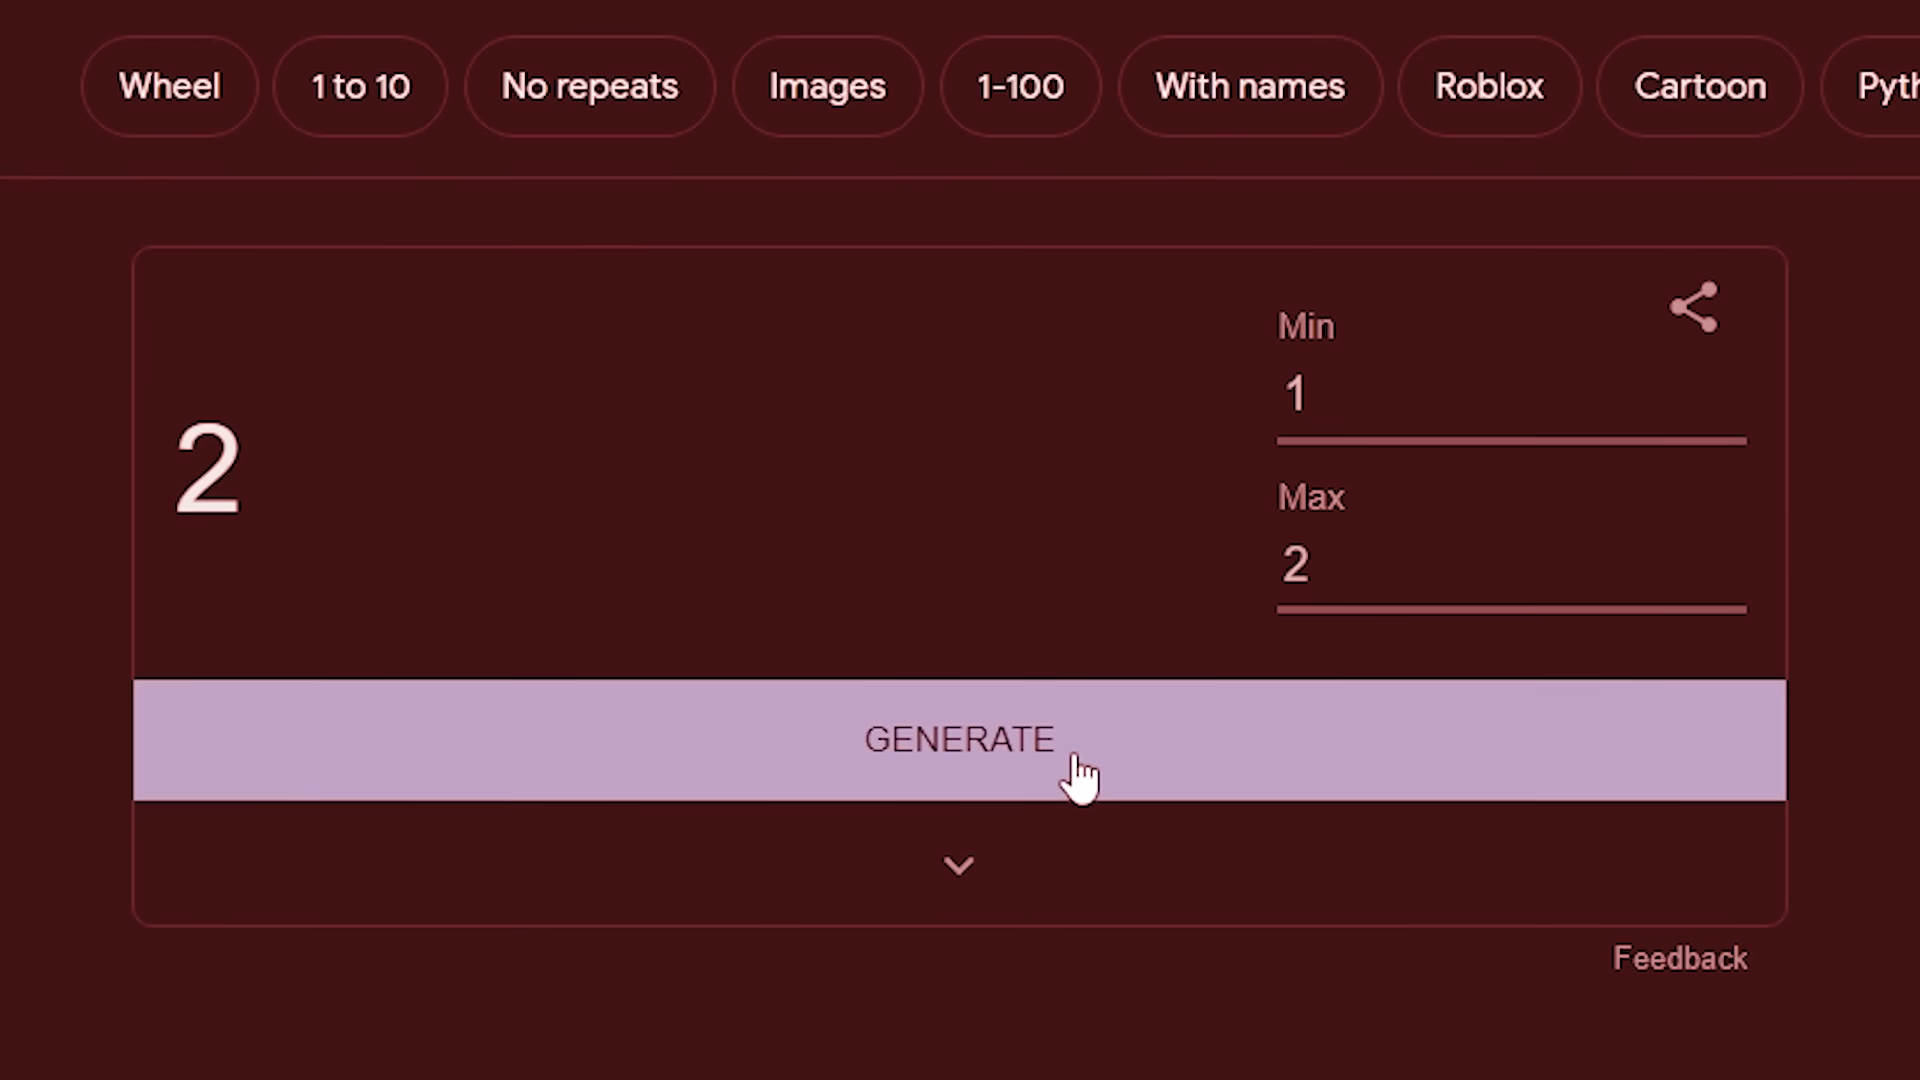 Wheel
1 to 10
No repeats
Images
1-100
With names
Roblox
Cartoon
Min
1
2
Max
2
GENERATE
Feedback